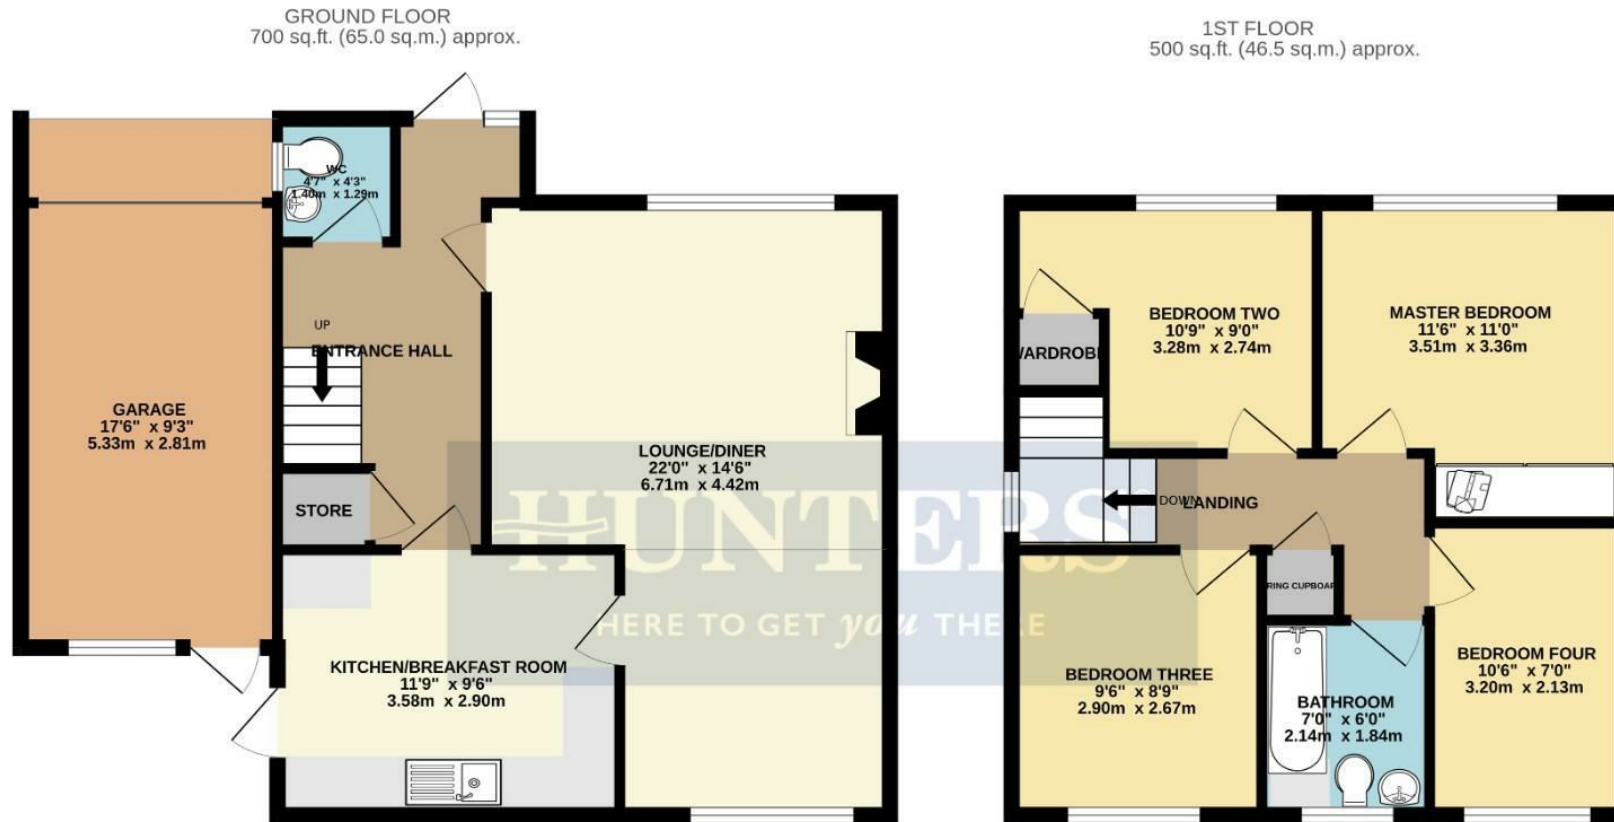 GROUND FLOOR
700 sq.ft. (65.0 sq.m.) approx.
WC
4'7" x 4'3"
1.40m x 1.29m
UP
ENTRANCE HALL
GARAGE
17'6" x 9'3"
5.33m x 2.81m
STORE
LOUNGE/DINER
22'0" x 14'6"
6.71m x 4.42m
KITCHEN/BREAKFAST ROOM
11'9" x 9'6"
3.58m x 2.90m
1ST FLOOR
500 sq.ft. (46.5 sq.m.) approx.
BEDROOM TWO
10'9" x 9'0"
3.28m x 2.74m
MASTER BEDROOM
11'6" x 11'0"
3.51m x 3.36m
WARDROBE
DOWN
LANDING
RING CUPBOAR
BEDROOM THREE
9'6" x 8'9"
2.90m x 2.67m
BATHROOM
7'0" x 6'0"
2.14m x 1.84m
BEDROOM FOUR
10'6" x 7'0"
3.20m x 2.13m
HUNTERS
HERE TO GET you THERE